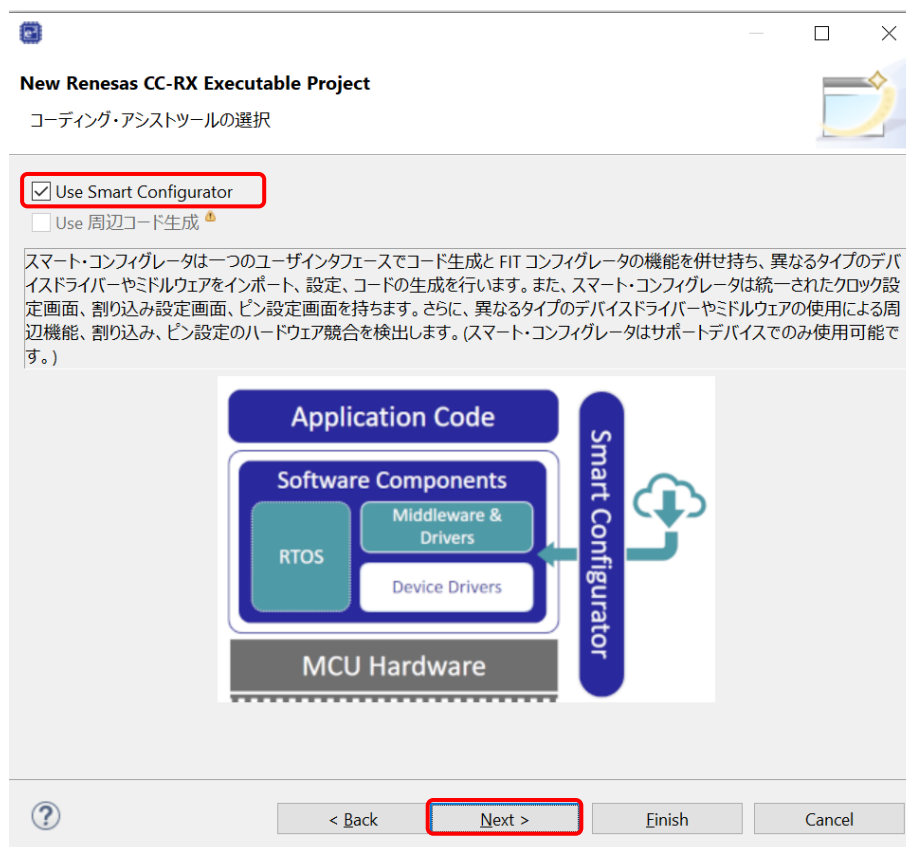 New Renesas CC-RX Executable Project
コーディング・アシストツールの選択
Use Smart Configurator
Use 周辺コード生成
スマート・コンフィグレータは一つのユーザインタフェースでコード生成と FIT コンフィグレータの機能を併せ持ち、異なるタイプのデバ
イスドライバーやミドルウェアをインポート、設定、コードの生成を行います。また、スマート・コンフィグレータは統一されたクロック設
定画面、割り込み設定画面、ピン設定画面を持ちます。さらに、異なるタイプのデバイスドライバーやミドルウェアの使用による周
辺機能、割り込み、ピン設定のハードウェア競合を検出します。(スマート・コンフィグレータはサポートデバイスでのみ使用可能で
す。)
Application Code
Software Components
RTOS
Middleware &
Drivers
Device Drivers
MCU Hardware
Smart Configurator
?
< Back
Next >
Finish
Cancel